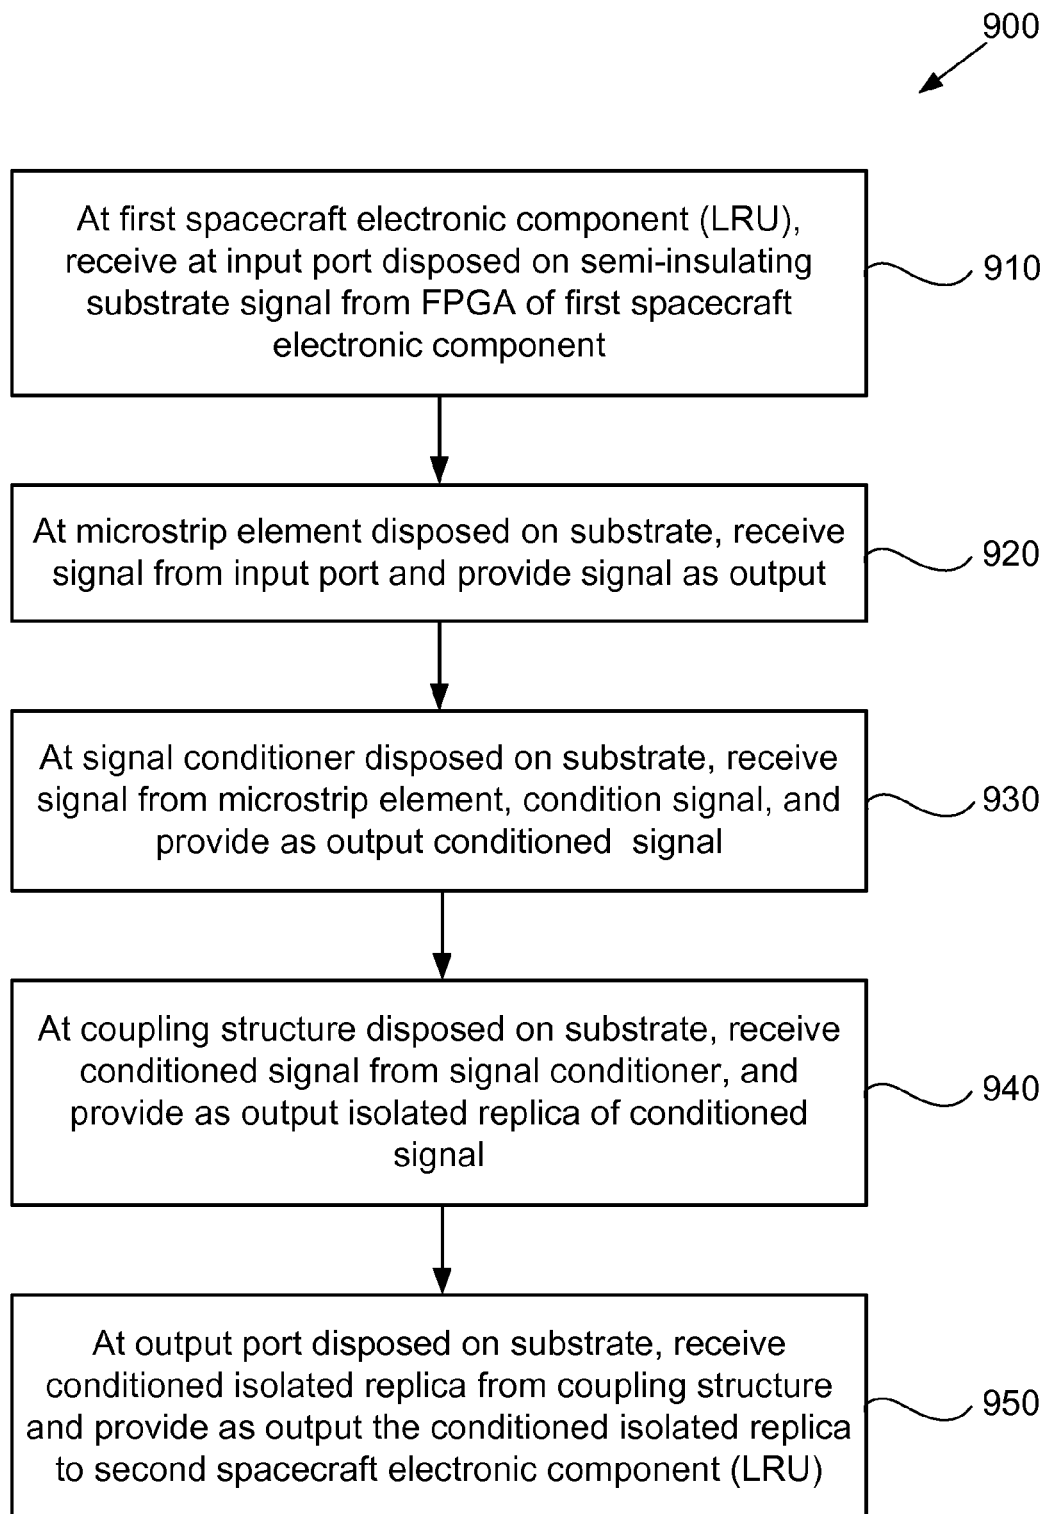 900
At first spacecraft electronic component (LRU),
receive at input port disposed on semi-insulating
substrate signal from FPGA of first spacecraft
electronic component
910
At microstrip element disposed on substrate, receive
signal from input port and provide signal as output
920
At signal conditioner disposed on substrate, receive
signal from microstrip element, condition signal, and
provide as output conditioned signal
930
At coupling structure disposed on substrate, receive
conditioned signal from signal conditioner, and
provide as output isolated replica of conditioned
signal
940
At output port disposed on substrate, receive
conditioned isolated replica from coupling structure
and provide as output the conditioned isolated replica
to second spacecraft electronic component (LRU)
950